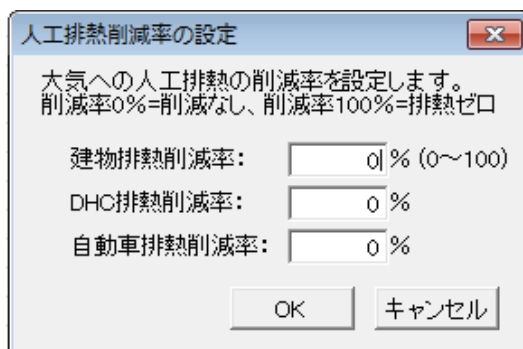 人工排熱削減率の設定
大気への人工排熱の削減率を設定します。
削減率0%=削減なし、削減率100%=排熱ゼロ
建物排熱削減率： 0 % (0～100)
DHC排熱削減率： 0 %
自動車排熱削減率： 0 %
OK キャンセル